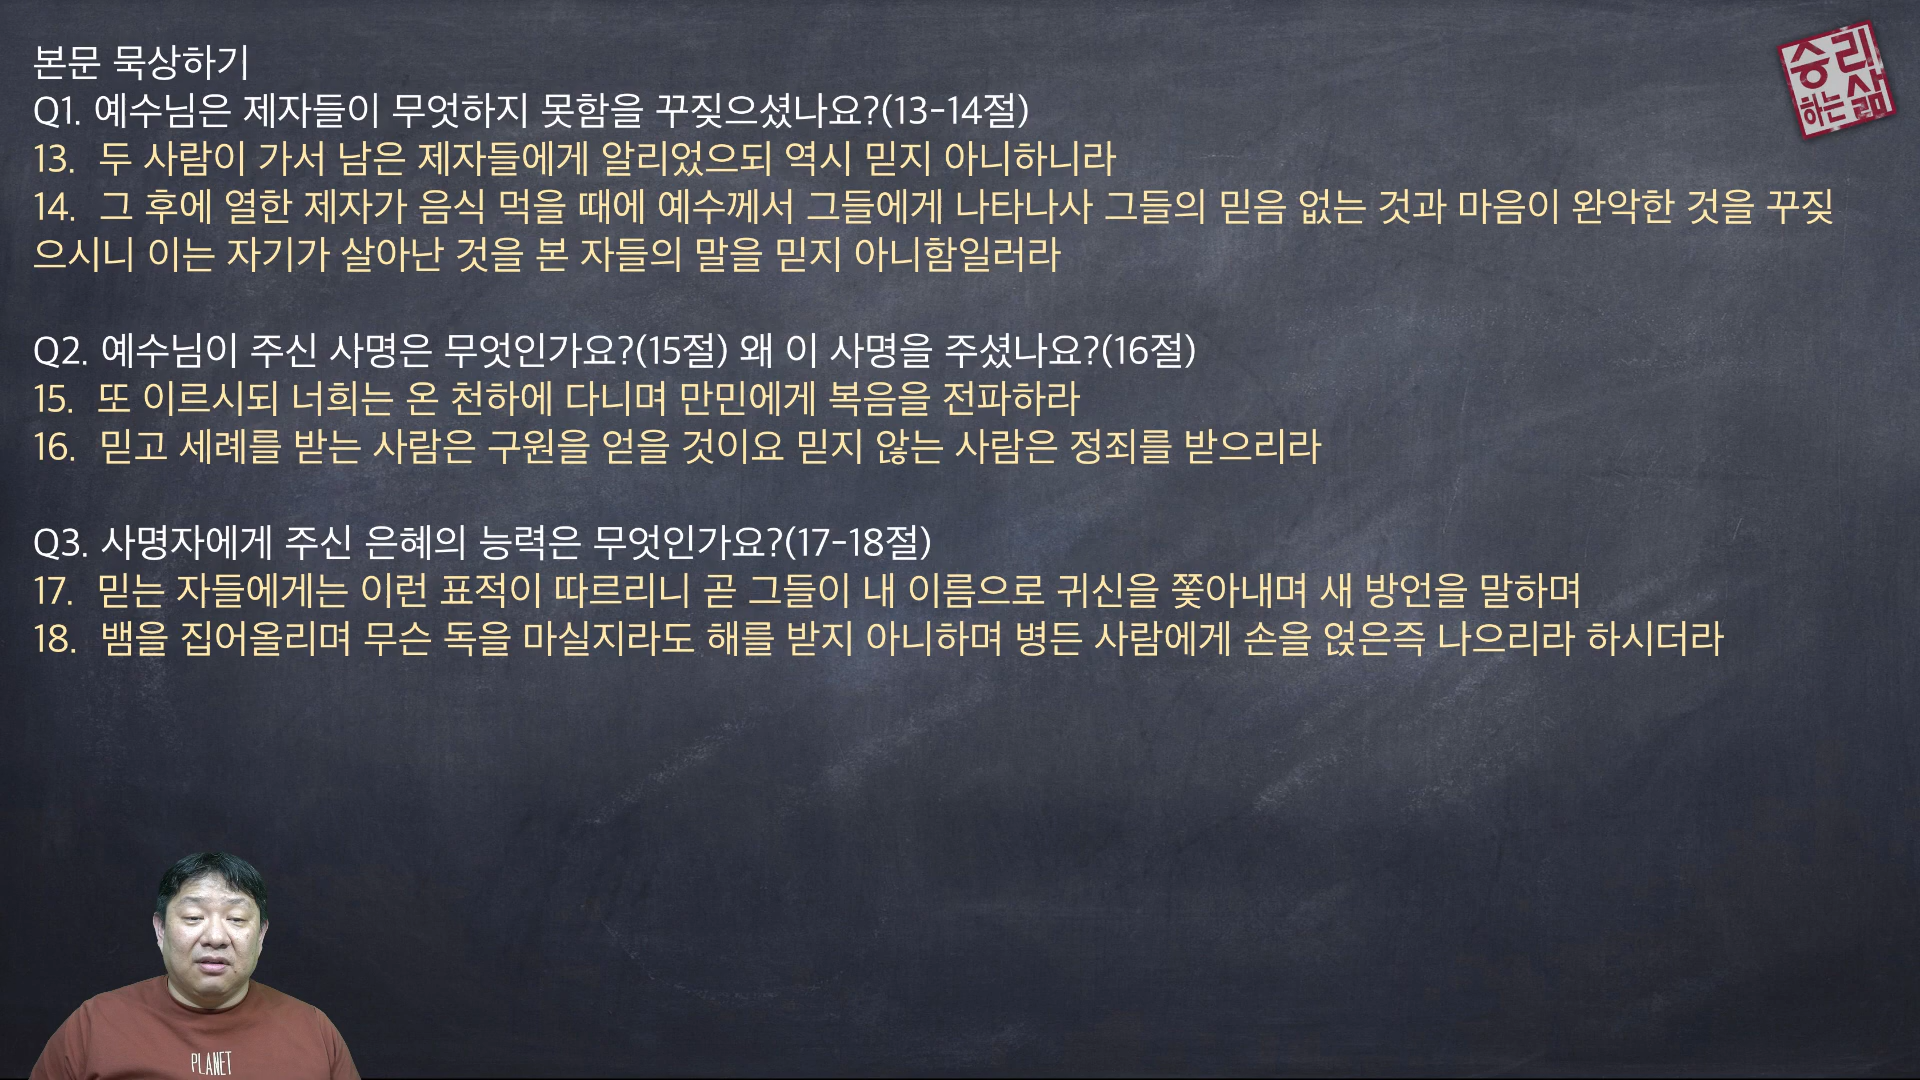 본문 묵상하기
Q1. 예수님은 제자들이 무엇하지 못함을 꾸짖으셨나요?(13-14절)
13. 두 사람이 가서 남은 제자들에게 알리었으되 역시 믿지 아니하니라
14. 그 후에 열한 제자가 음식 먹을 때에 예수께서 그들에게 나타나사 그들의 믿음 없는 것과 마음이 완악한 것을 꾸짖
으시니 이는 자기가 살아난 것을 본 자들의 말을 믿지 아니함일러라
Q2. 예수님이 주신 사명은 무엇인가요?(15절) 왜 이 사명을 주셨나요?(16절)
15. 또 이르시되 너희는 온 천하에 다니며 만민에게 복음을 전파하라
16. 믿고 세례를 받는 사람은 구원을 얻을 것이요 믿지 않는 사람은 정죄를 받으리라
Q3. 사명자에게 주신 은혜의 능력은 무엇인가요?(17-18절)
17. 믿는 자들에게는 이런 표적이 따르리니 곧 그들이 내 이름으로 귀신을 쫓아내며 새 방언을 말하며
18. 뱀을 집어올리며 무슨 독을 마실지라도 해를 받지 아니하며 병든 사람에게 손을 얹은즉 나으리라 하시더라
승리
하는 삶
PLANET